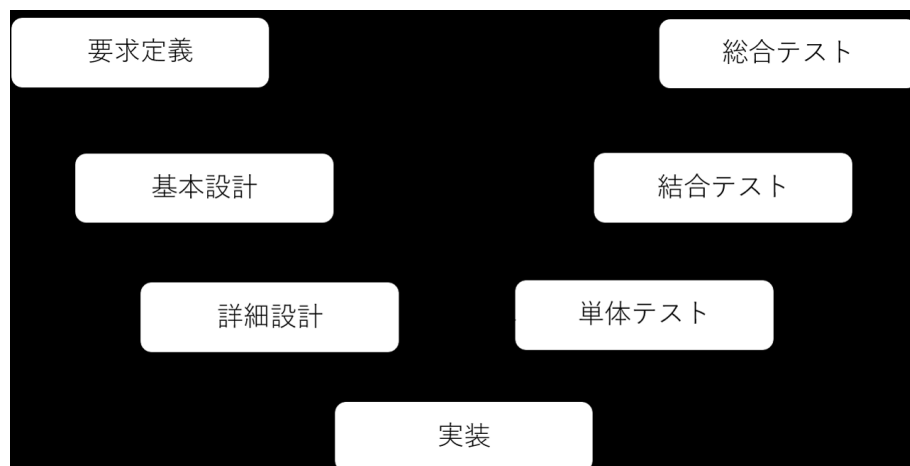 要求定義
総合テスト
基本設計
結合テスト
詳細設計
単体テスト
実装